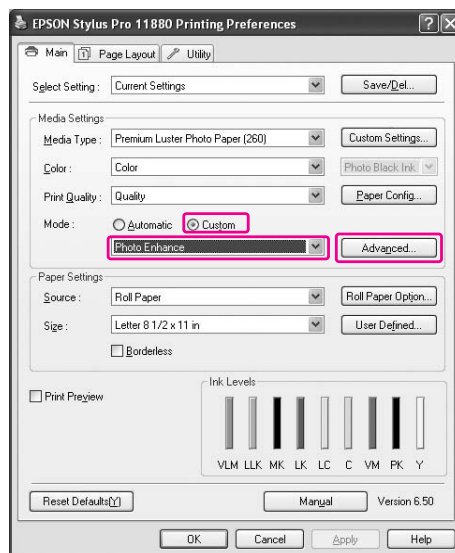 EPSON Stylus Pro 11880 Printing Preferences
Main Page Layout Utility
Select Setting : Current Settings Save/Del...
Media Settings
Media Type : Premium Luster Photo Paper (260) Custom Settings...
Color : Color Photo Black Ink
Print Quality : Quality Paper Config...
Mode : Automatic Custom
Photo Enhance Advanced...
Paper Settings
Source : Roll Paper Roll Paper Option...
Size : Letter 8 1/2 x 11 in User Defined...
Borderless
Print Preview
Ink Levels
VLM LLK MK LK LC C VM PK Y
Reset Defaults(Y) Manual Version 6.50
OK Cancel Apply Help